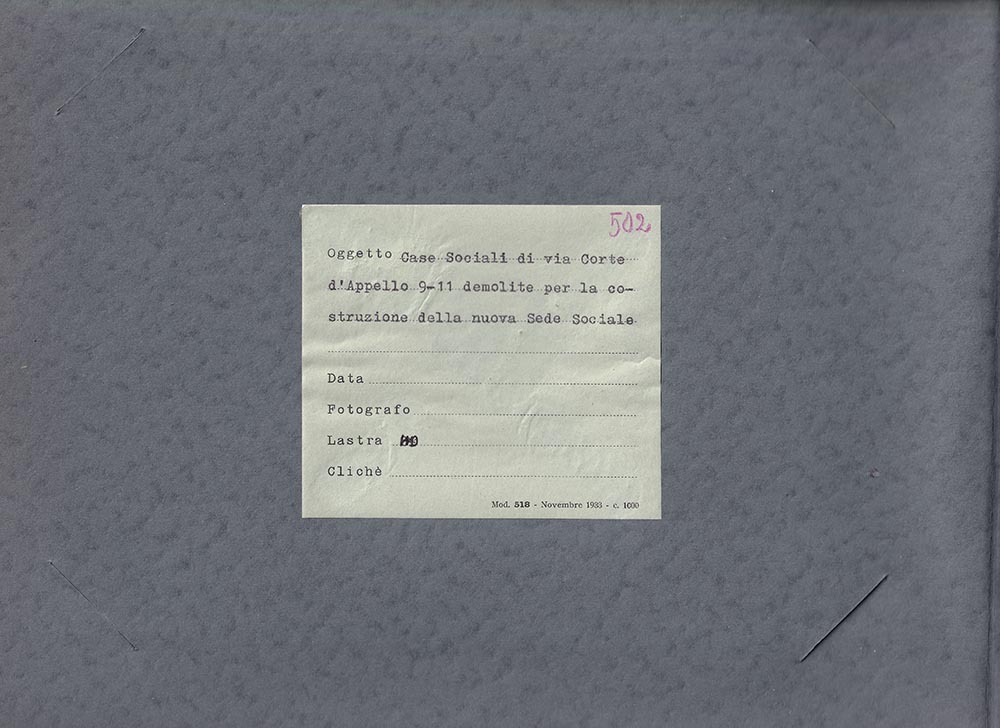 502
Oggetto Case Sociali di via Corte
d'Appello 9-11 demolite per la co-
struzione della nuova Sede Sociale
Data
Fotografo
Lastra
Clichè
Mod. 518 - Novembre 1933 - c. 1000